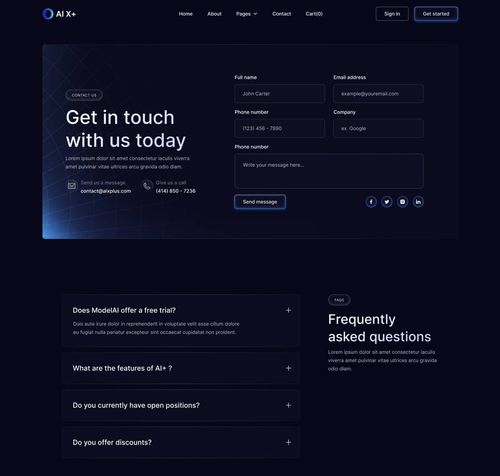 AI X+
Home About Pages Contact Cart(0)
Sign in Get started
CONTACT US
Get in touch
with us today
Lorem ipsum dolor sit amet consectetur iaculis viverra
amet pulvinar vitae aliquam sit arcu gravida odio diam.
Send us a message
contact@aixplus.com
Give us a call
(414) 850 - 7236
Full name
John Carter
Email address
example@youremail.com
Phone number
(123) 456 - 7890
Company
ex. Google
Phone number
Write your message here...
Send message
Does ModelAI offer a free trial?
Duis aute irure dolor in reprehenderit in voluptate velit esse cillum dolore
eu fugiat nulla pariatur excepteur sint occaecat cupidatat non proident.
What are the features of AI+ ?
Do you currently have open positions?
Do you offer discounts?
Frequently
asked questions
Lorem ipsum dolor sit amet consectetur iaculis
viverra amet pulvinar vitae aliquam sit arcu gravida
odio diam.